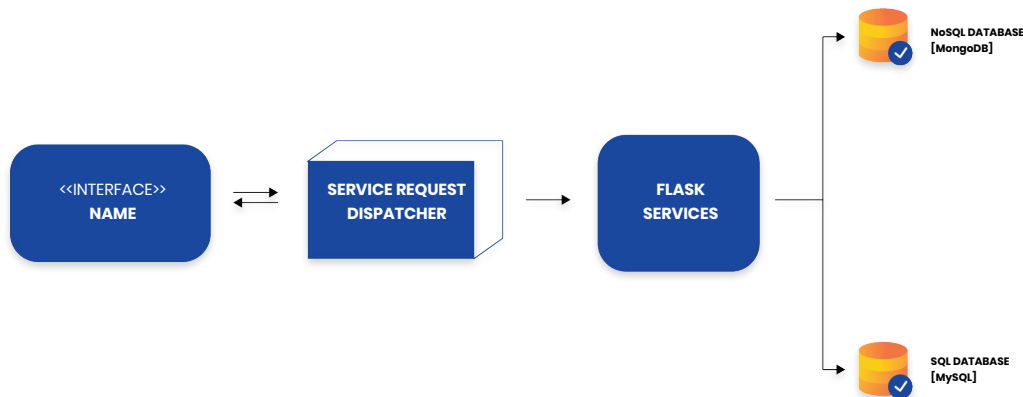 NoSQL DATABASE
[MongoDB]
<<INTERFACE>>
NAME
SERVICE REQUEST
DISPATCHER
FLASK
SERVICES
SQL DATABASE
[MySQL]